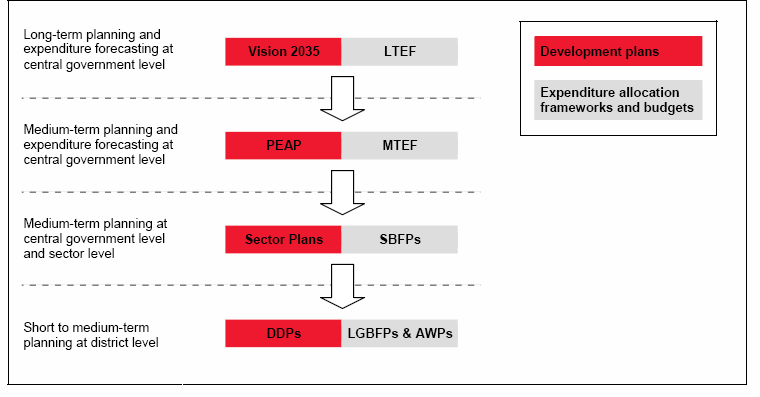 Long-term planning and
expenditure forecasting at
central government level
Vision 2035
LTEF
Development plans
Expenditure allocation
frameworks and budgets
Medium-term planning and
expenditure forecasting at
central government level
PEAP
MTEF
Medium-term planning at
central government level
and sector level
Sector Plans
SBFPs
Short to medium-term
planning at district level
DDPs
LGBFPs & AWPs